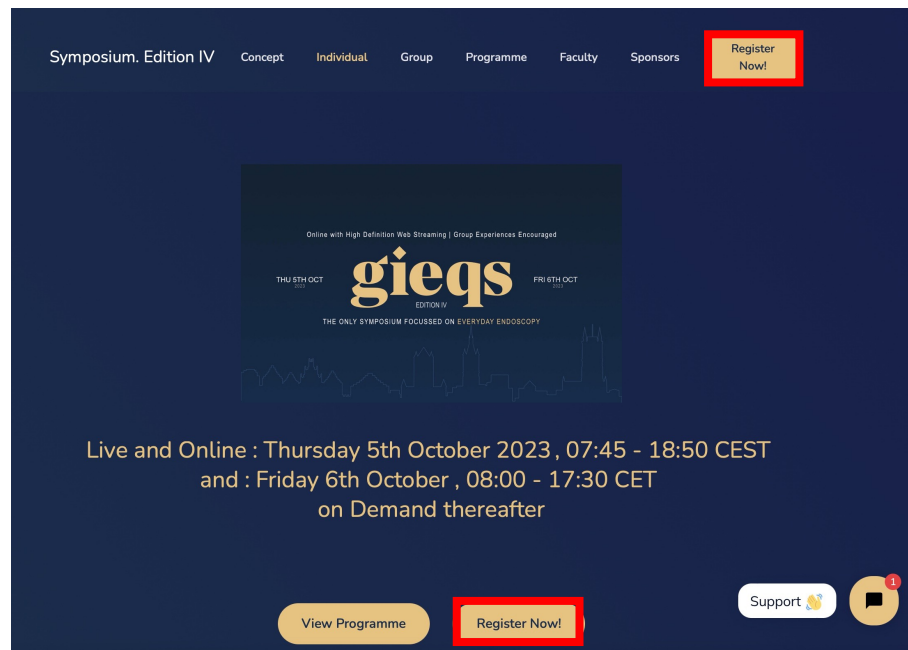 Symposium. Edition IV
Concept
Individual
Group
Programme
Faculty
Sponsors
Register
Now!
Online with High Definition Web Streaming | Group Experiences Encouraged
THU 5TH OCT
2023
gieqs
FRI 6TH OCT
2023
EDITION IV
THE ONLY SYMPOSIUM FOCUSSED ON EVERYDAY ENDOSCOPY
Live and Online : Thursday 5th October 2023, 07:45 - 18:50 CEST
and : Friday 6th October , 08:00 - 17:30 CET
on Demand thereafter
View Programme
Register Now!
Support 👋
1